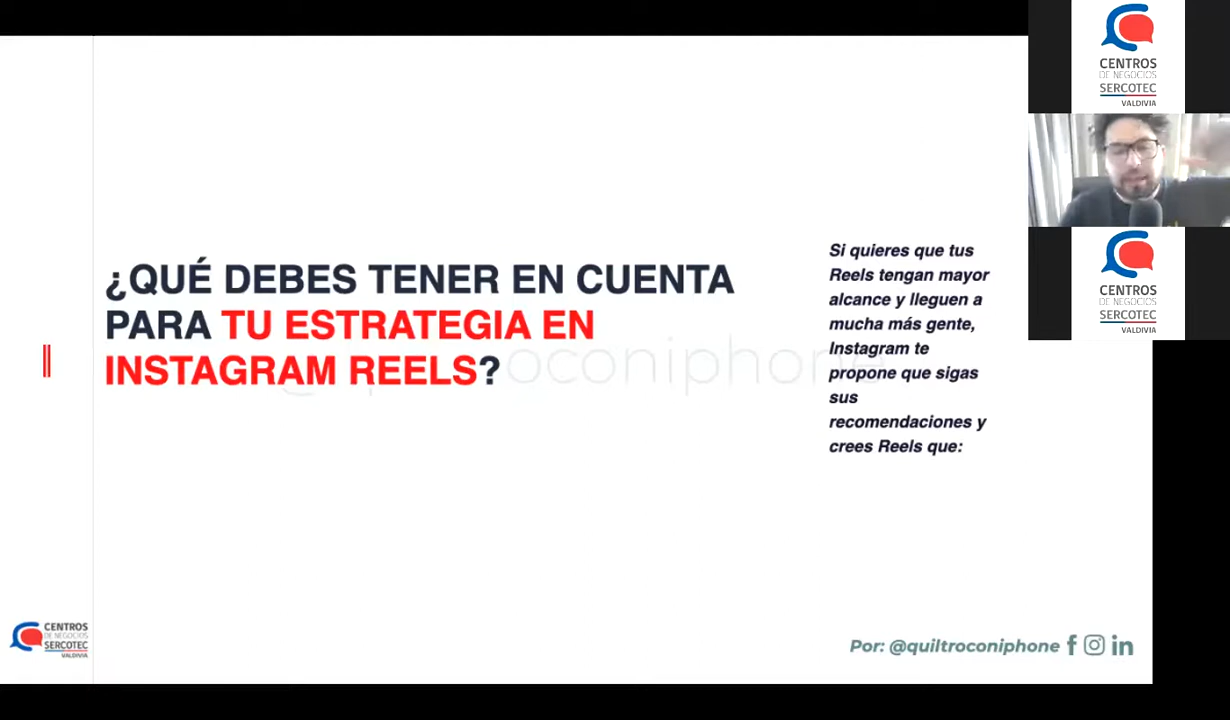 ¿QUÉ DEBES TENER EN CUENTA
PARA TU ESTRATEGIA EN
INSTAGRAM REELS?
Si quieres que tus
Reels tengan mayor
alcance y lleguen a
mucha más gente,
Instagram te
propone que sigas
sus
recomendaciones y
crees Reels que:
CENTROS
DE NEGOCIOS
SERCOTEC
VALDIVIA
CENTROS
DE NEGOCIOS
SERCOTEC
VALDIVIA
CENTROS
DE NEGOCIOS
SERCOTEC
VALDIVIA
Por: @quiltroconiphone